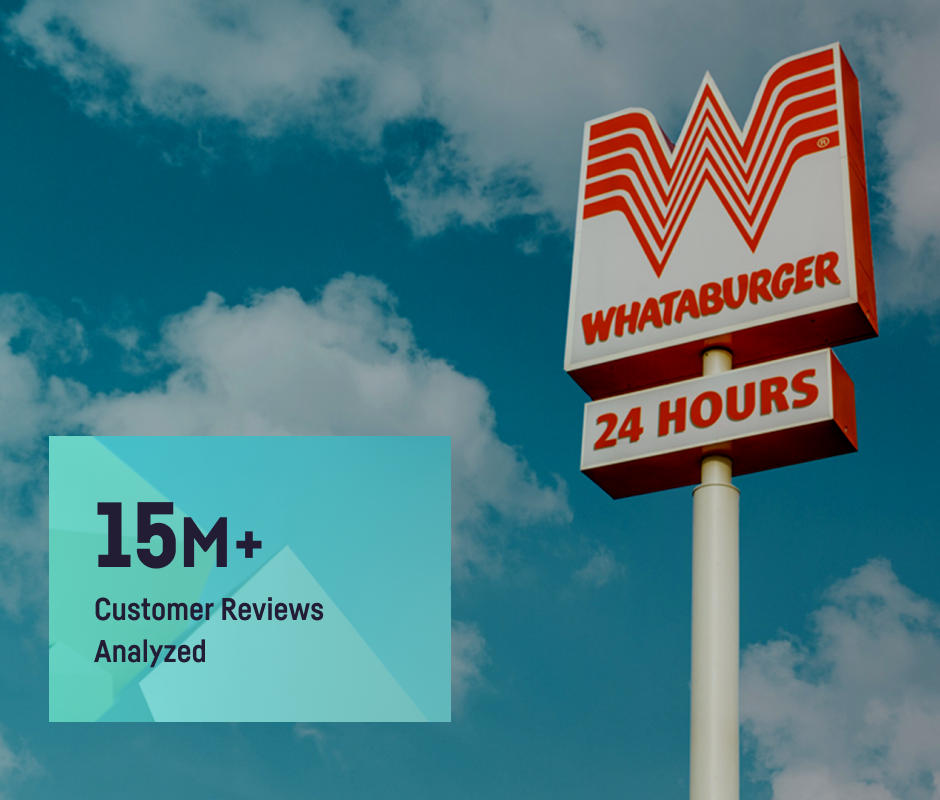 WHATABURGER
®
24 HOURS
15M+
Customer Reviews
Analyzed